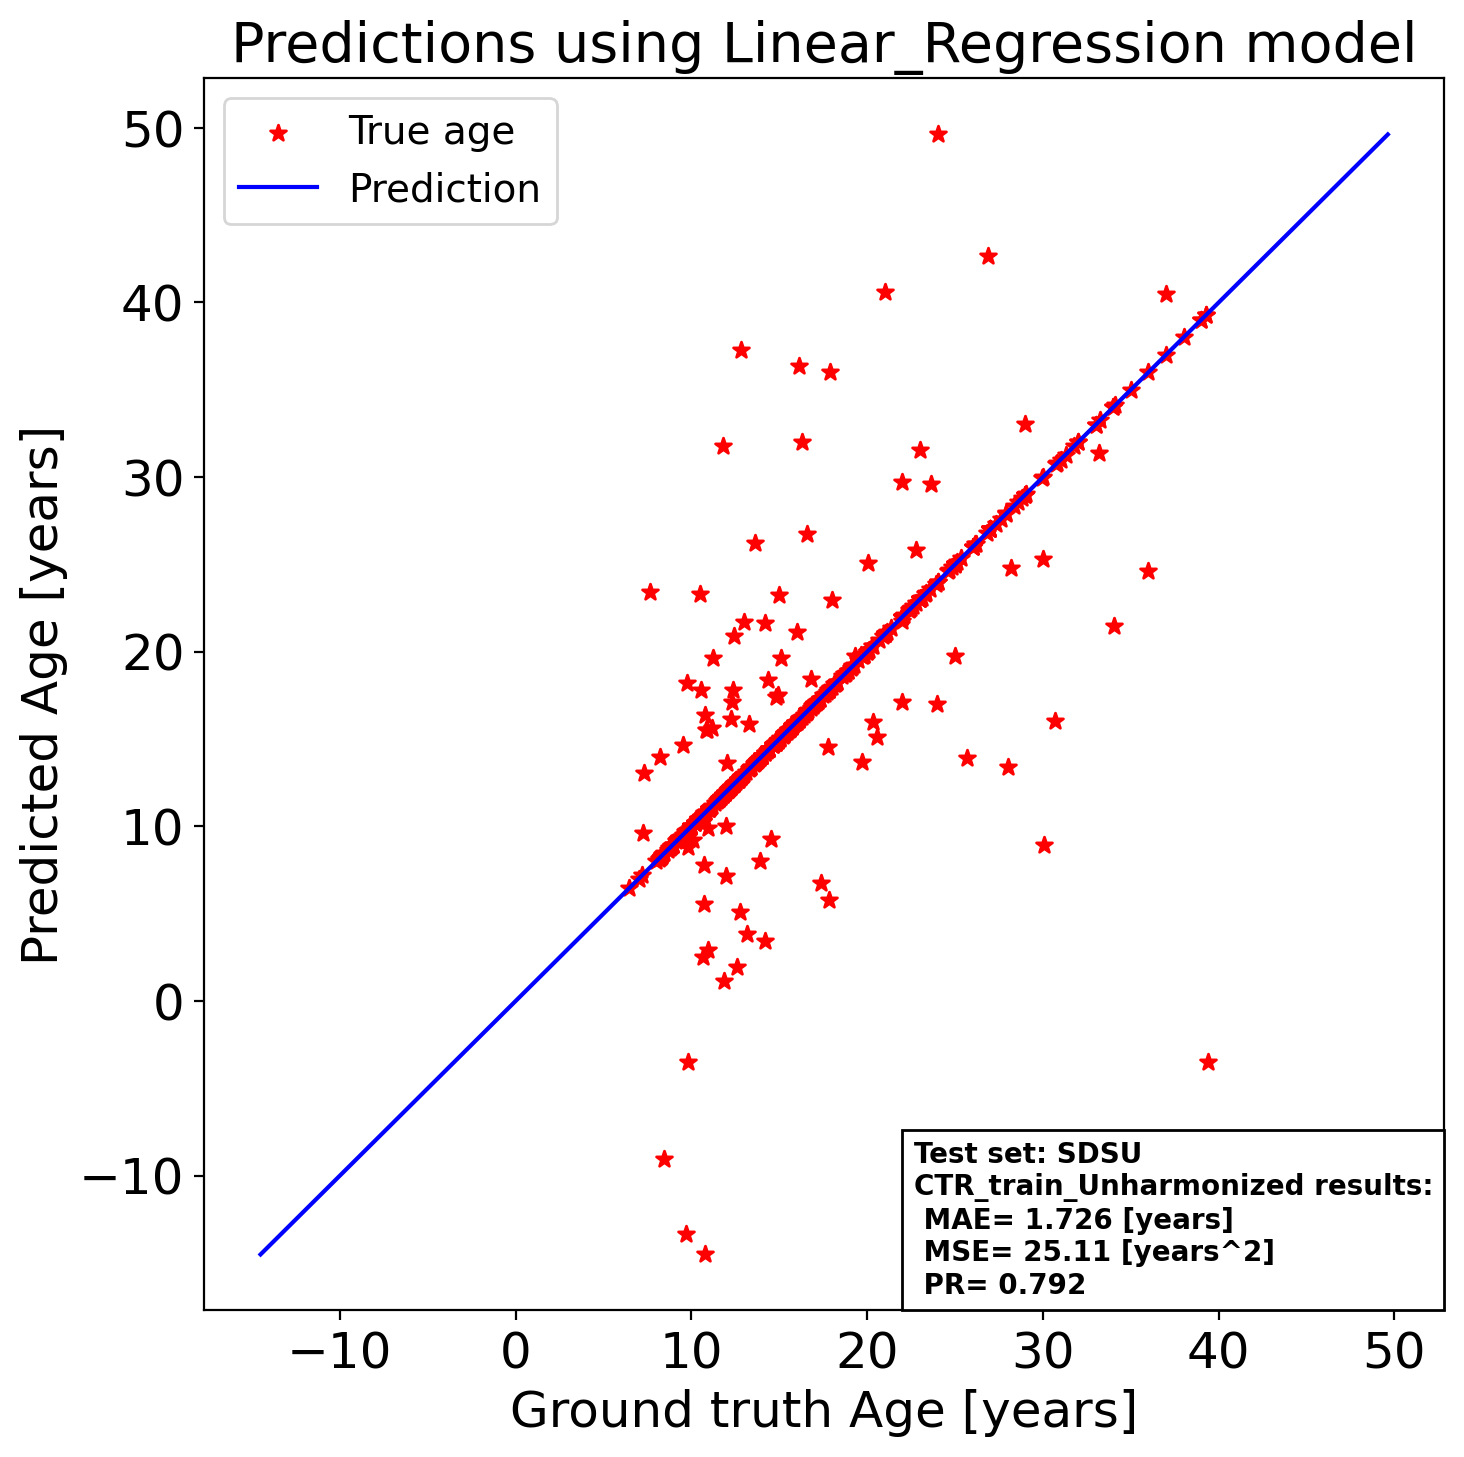 Predictions using Linear_Regression model
True age
Prediction
50
40
30
20
10
0
−10
Predicted Age [years]
Test set: SDSU
CTR_train_Unharmonized results:
MAE= 1.726 [years]
MSE= 25.11 [years^2]
PR= 0.792
−10 0 10 20 30 40 50
Ground truth Age [years]